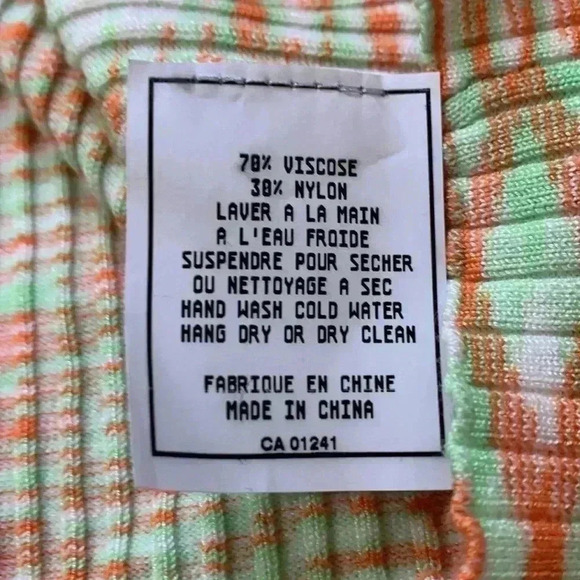 70% VISCOSE
30% NYLON
LAVER A LA MAIN
A L'EAU FROIDE
SUSPENDRE POUR SECHER
OU NETTOYAGE A SEC
HAND WASH COLD WATER
HANG DRY OR DRY CLEAN
FABRIQUE EN CHINE
MADE IN CHINA
CA 01241